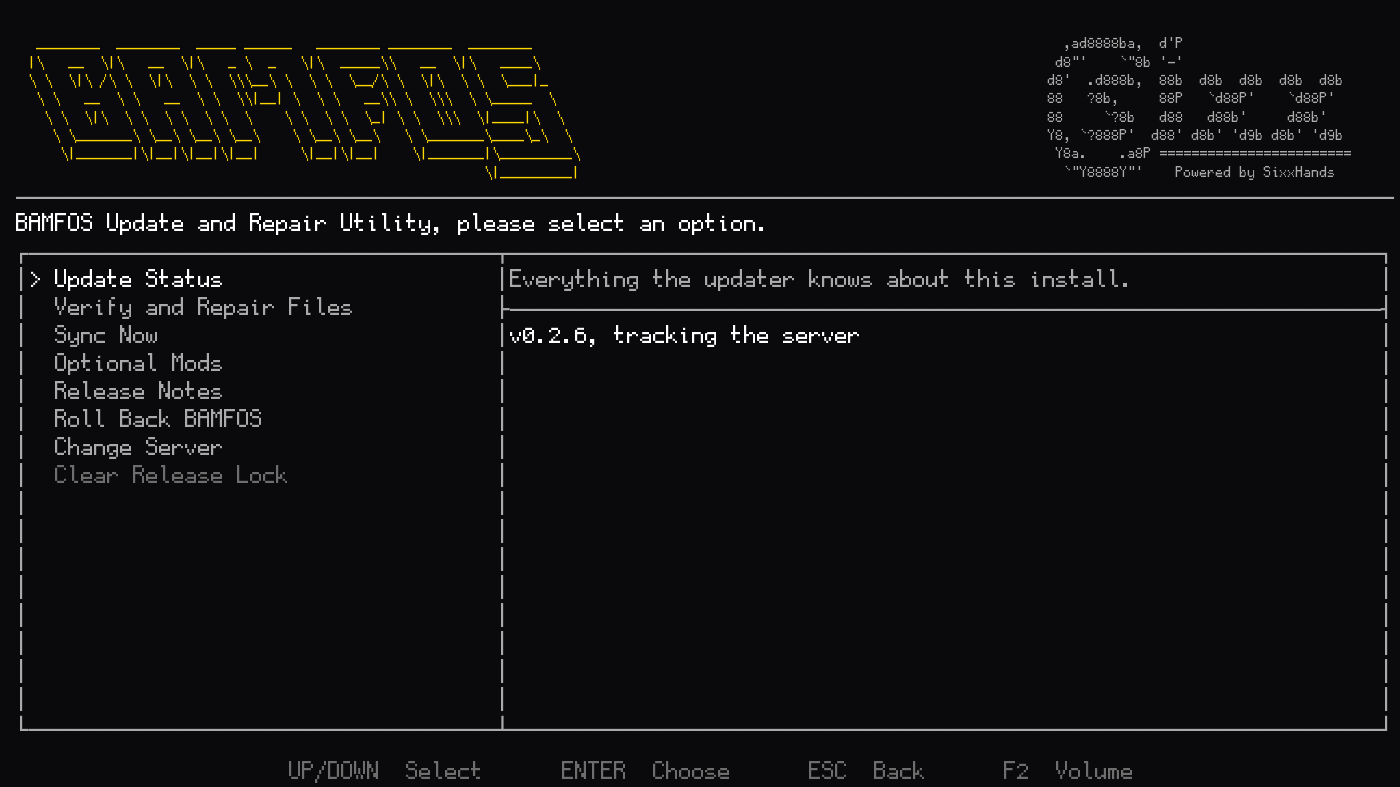 BAMFOS
Sixx
Powered by SixxHands
BAMFOS Update and Repair Utility, please select an option.
> Update Status
Verify and Repair Files
Sync Now
Optional Mods
Release Notes
Roll Back BAMFOS
Change Server
Clear Release Lock
Everything the updater knows about this install.
v0.2.6, tracking the server
UP/DOWN Select ENTER Choose ESC Back F2 Volume